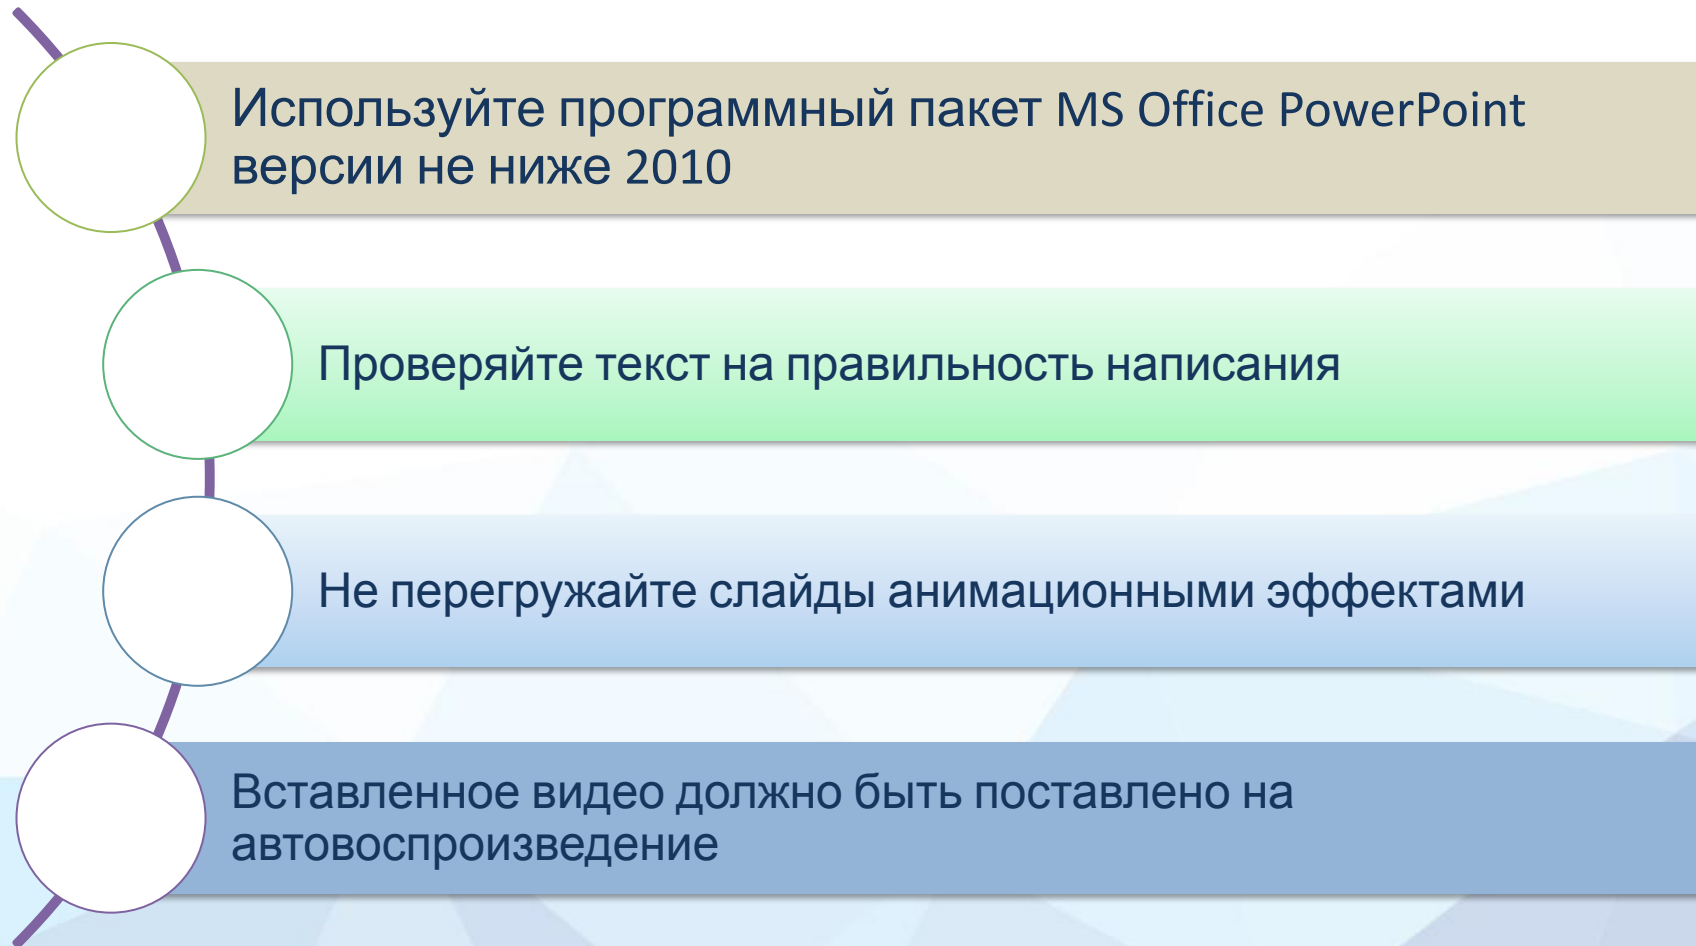 Используйте программный пакет MS Office PowerPoint
версии не ниже 2010
Проверяйте текст на правильность написания
Не перегружайте слайды анимационными эффектами
Вставленное видео должно быть поставлено на
автовоспроизведение